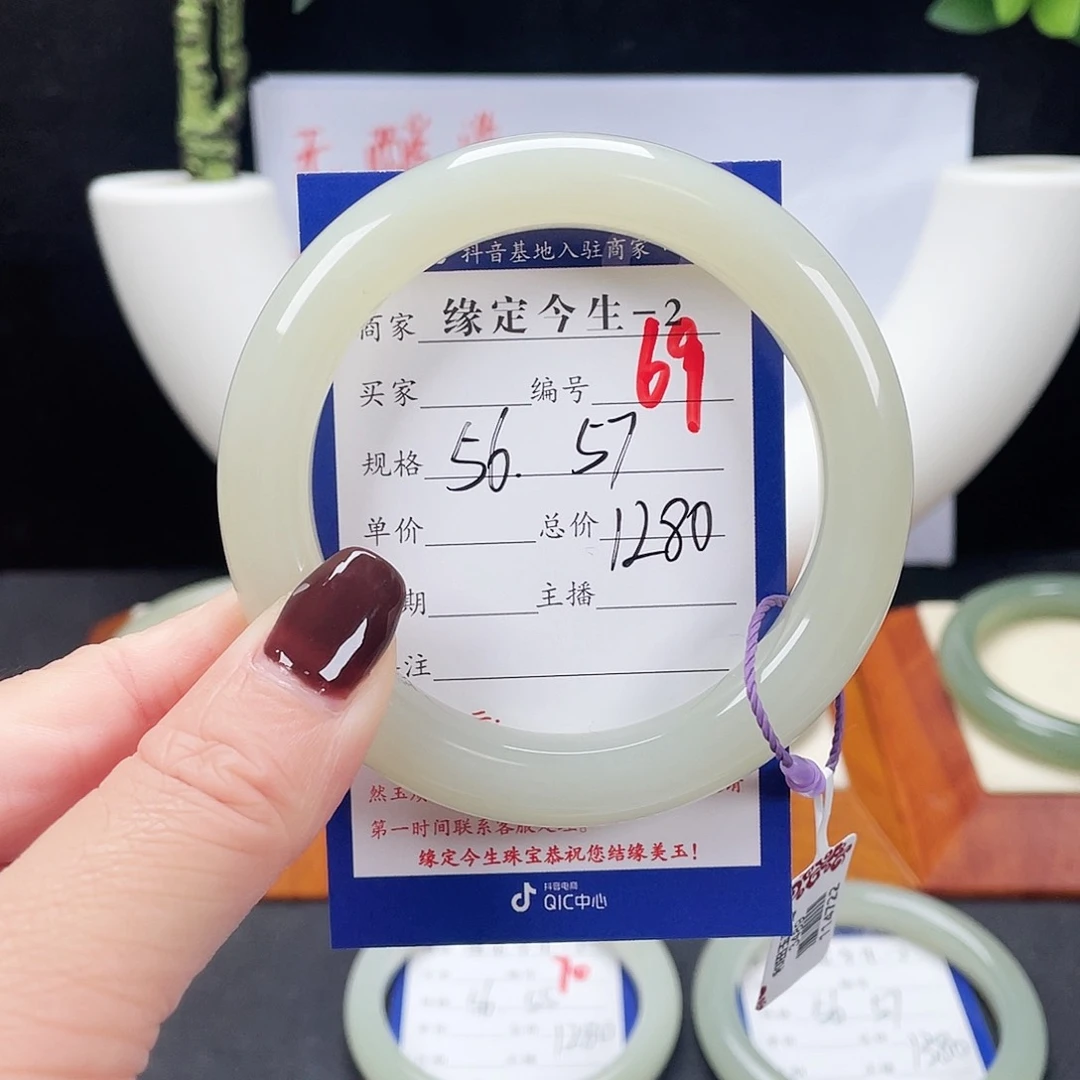 抖音基地入驻商家
商家 缘定今生-2
买家 编号 69
规格 56. 57
单价 总价 1280
期 主播
注
第一时间联系客服
缘定今生珠宝恭祝您结缘美玉!
抖音电商
QIC中心
114722
70
56
1280
56 57
1380